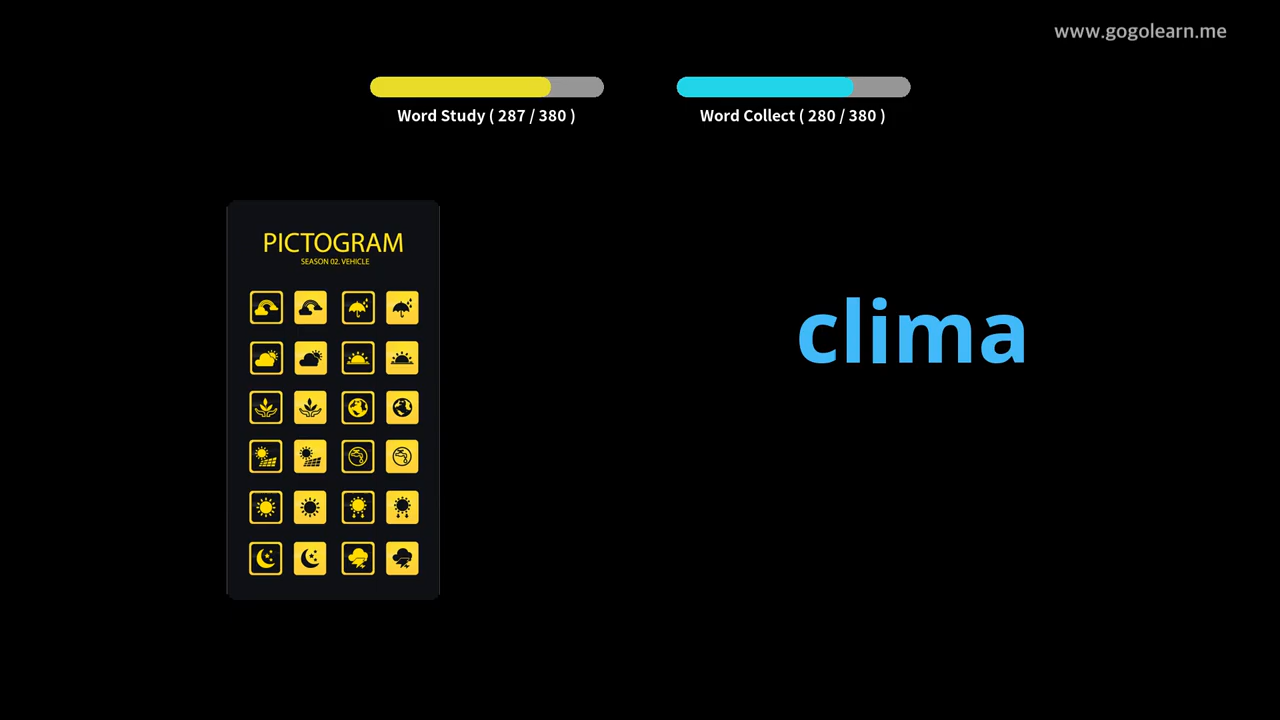 www.gogolearn.me
Word Study ( 287 / 380 )
Word Collect ( 280 / 380 )
PICTOGRAM
SEASON 02. VEHICLE
clima